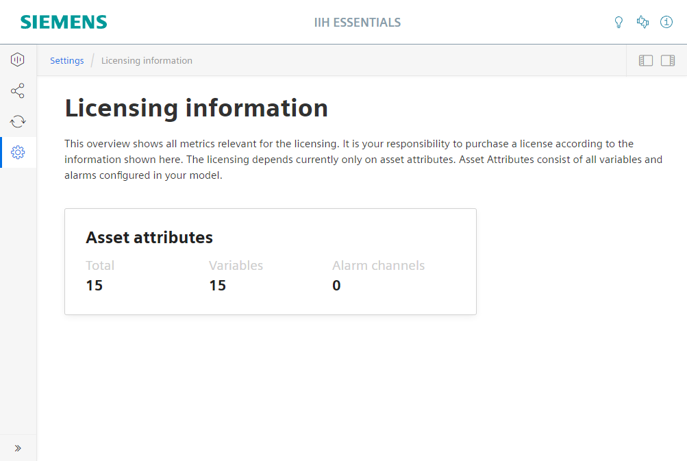 SIEMENS
IIH ESSENTIALS
Settings / Licensing information
Licensing information
This overview shows all metrics relevant for the licensing. It is your responsibility to purchase a license according to the
information shown here. The licensing depends currently only on asset attributes. Asset Attributes consist of all variables and
alarms configured in your model.
Asset attributes
Total Variables Alarm channels
15 15 0